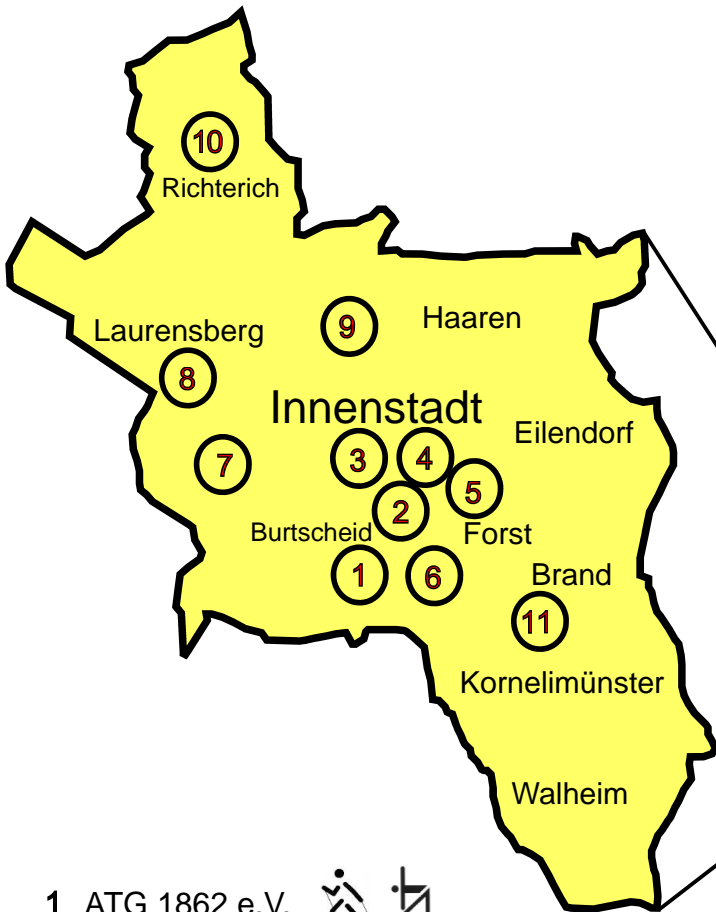 10
Richterich
9
Haaren
Laurensberg
8
Innenstadt
Eilendorf
3
4
7
5
2
Burtscheid
Forst
1
6
Brand
11
Kornelimünster
Walheim
1 ATG 1862 e.V.